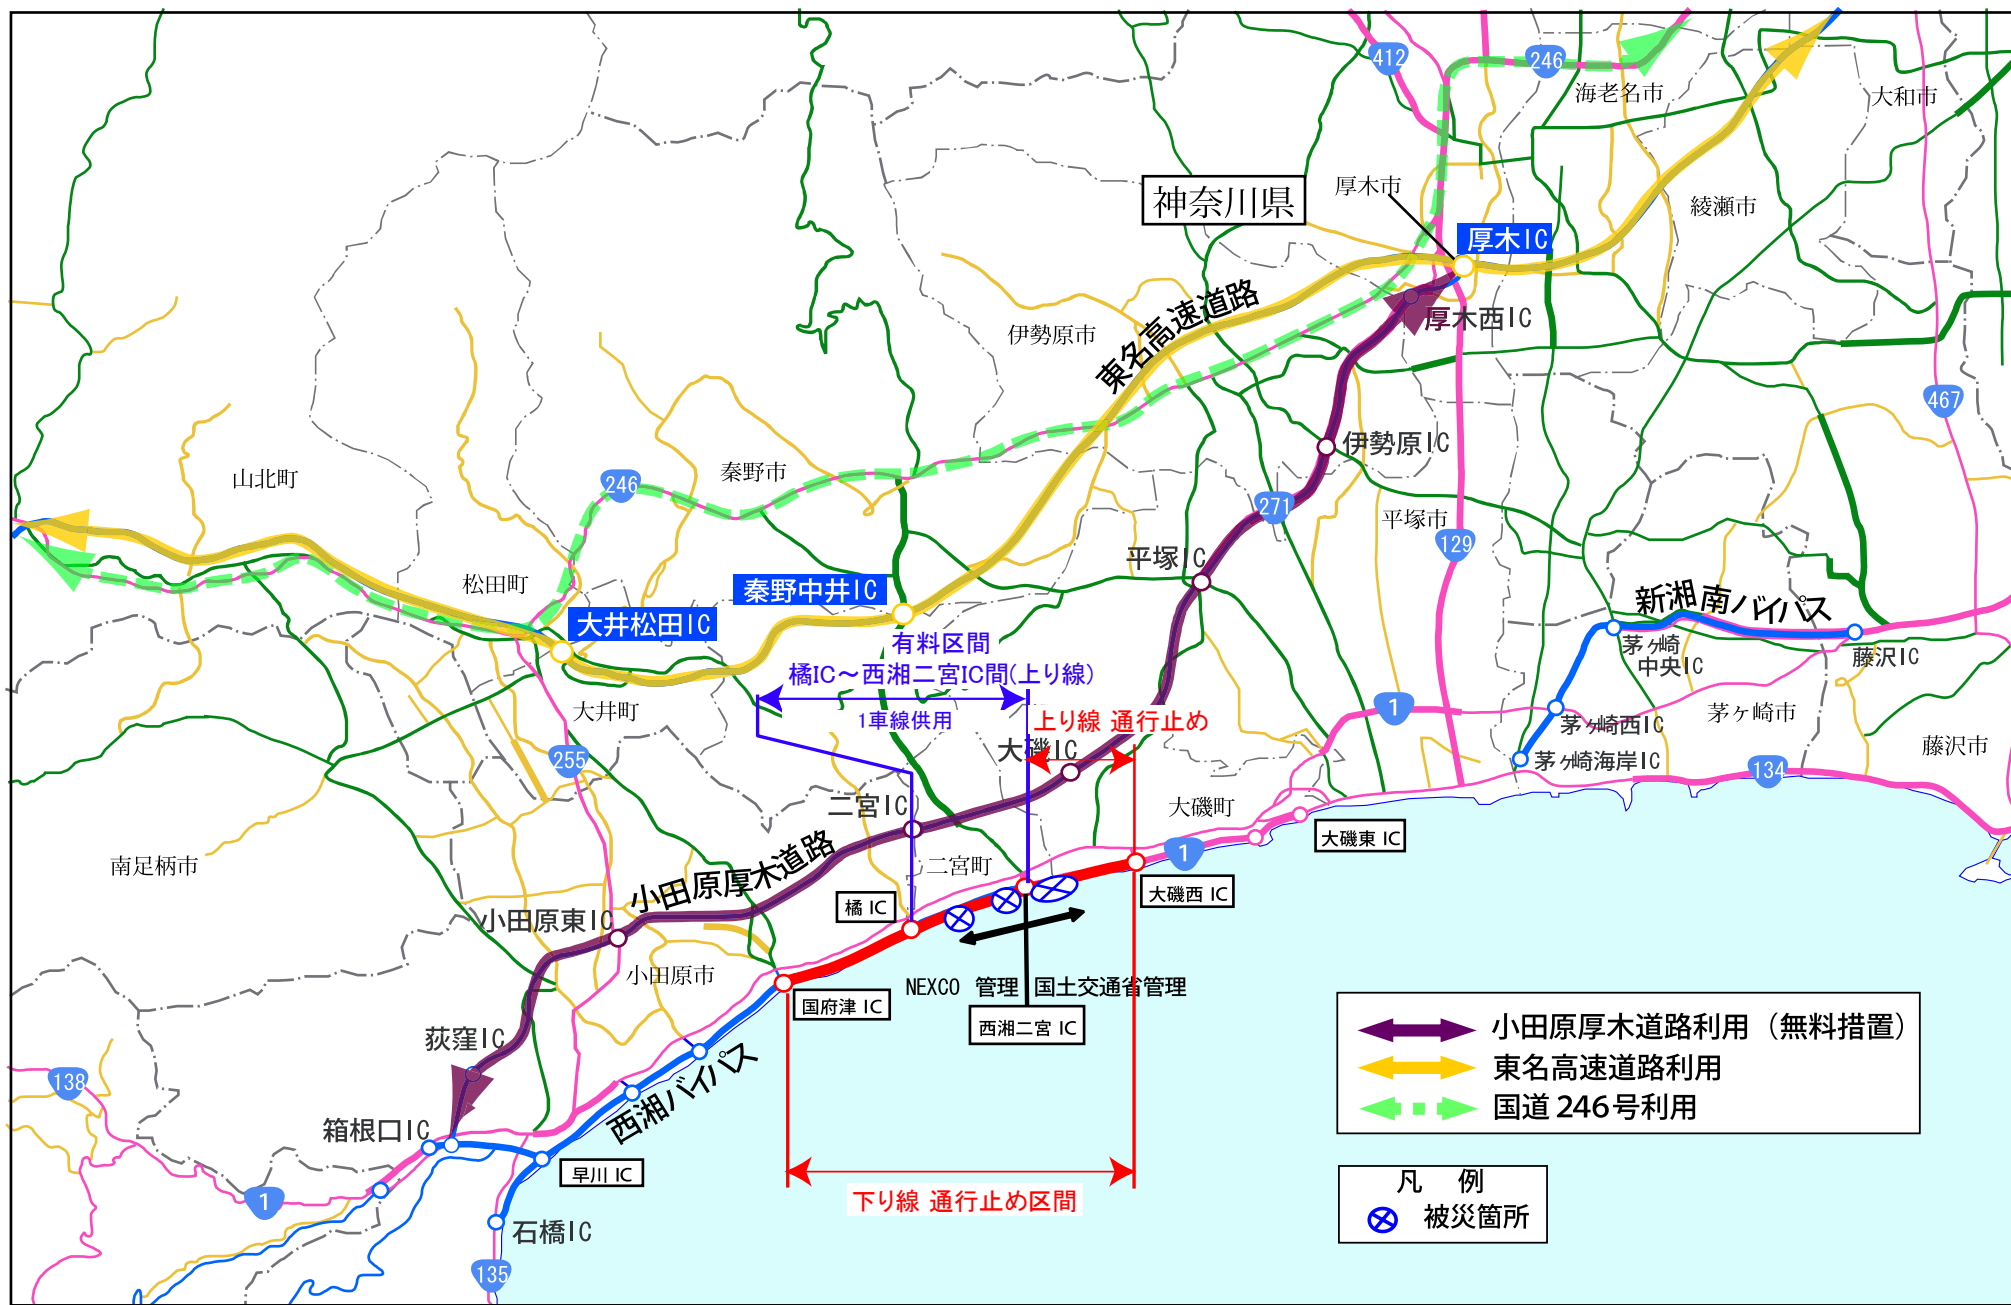 412
246
海老名市
大和市
厚木市
神奈川県
綾瀬市
厚木IC
東名高速道路
伊勢原市
厚木西IC
467
伊勢原IC
山北町
246
秦野市
271
平塚市
129
平塚IC
松田町
秦野中井IC
大井松田IC
新湘南バイパス
有料区間
橘IC～西湘二宮IC間(上り線)
1車線供用
茅ヶ崎
中央IC
藤沢IC
大井町
上り線 通行止め
1
茅ヶ崎西IC
茅ヶ崎市
藤沢市
大磯IC
255
茅ヶ崎海岸IC
134
二宮IC
大磯町
大磯東 IC
南足柄市
小田原厚木道路
二宮町
1
大磯西 IC
橘 IC
小田原東IC
小田原市
国府津 IC
NEXCO 管理
国土交通省管理
西湘二宮 IC
荻窪IC
138
西湘バイパス
箱根口IC
早川 IC
1
石橋IC
135
下り線 通行止め区間
小田原厚木道路利用（無料措置）
東名高速道路利用
国道246号利用
凡 例
被災箇所